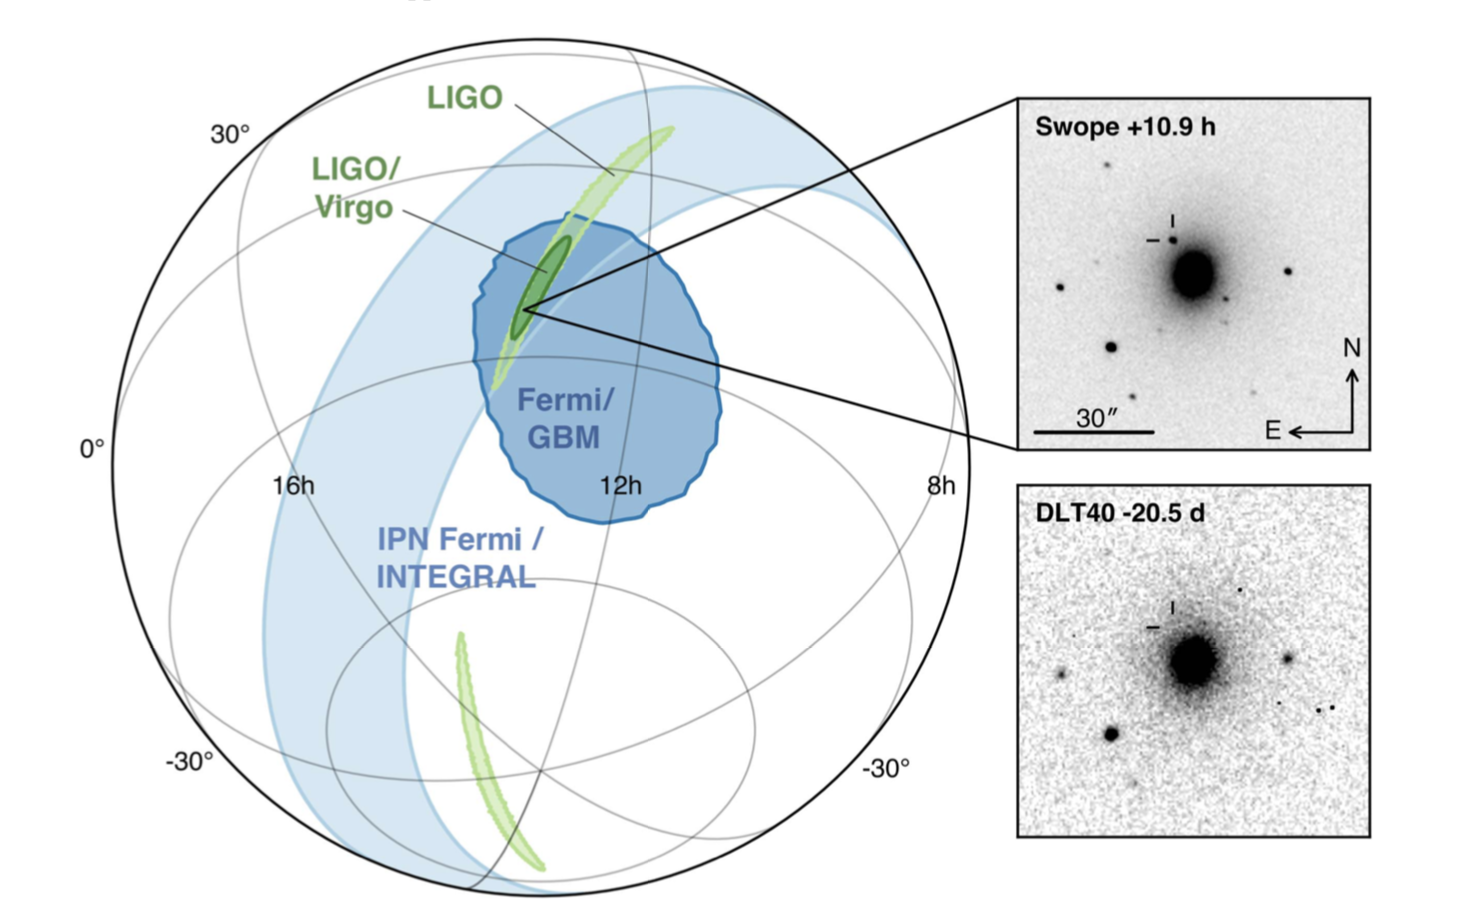 LIGO
30°
LIGO/
Virgo
Swope +10.9 h
N
30″
E
Fermi/
GBM
0°
16h
12h
8h
DLT40 -20.5 d
IPN Fermi /
INTEGRAL
-30°
-30°